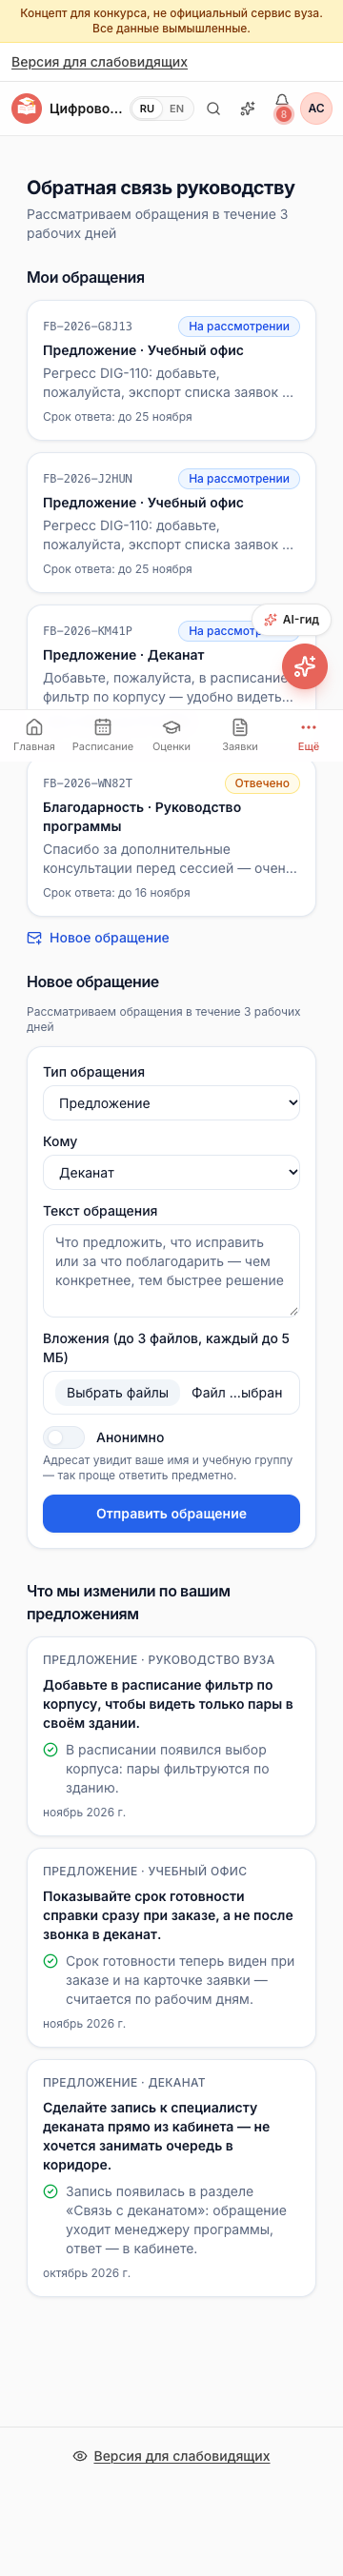 Концепт для конкурса, не официальный сервис вуза.
Все данные вымышленные.
Версия для слабовидящих
Цифрово...
RU
EN
8
АС
Обратная связь руководству
Рассматриваем обращения в течение 3
рабочих дней
Мои обращения
FB-2026-G8J13
На рассмотрении
Предложение · Учебный офис
Регресс DIG-110: добавьте,
пожалуйста, экспорт списка заявок ...
Срок ответа: до 25 ноября
FB-2026-J2HUN
На рассмотрении
Предложение · Учебный офис
Регресс DIG-110: добавьте,
пожалуйста, экспорт списка заявок ...
Срок ответа: до 25 ноября
FB-2026-KM41P
На рассмотр
AI-гид
Предложение · Деканат
Добавьте, пожалуйста, в расписание
фильтр по корпусу — удобно видеть...
Главная
Расписание
Оценки
Заявки
Ещё
FB-2026-WN82T
Отвечено
Благодарность · Руководство
программы
Спасибо за дополнительные
консультации перед сессией — очен...
Срок ответа: до 16 ноября
Новое обращение
Новое обращение
Рассматриваем обращения в течение 3 рабочих
дней
Тип обращения
Предложение
Кому
Деканат
Текст обращения
Что предложить, что исправить
или за что поблагодарить — чем
конкретнее, тем быстрее решение
Вложения (до 3 файлов, каждый до 5
МБ)
Выбрать файлы
Файл ...ыбран
Анонимно
Адресат увидит ваше имя и учебную группу
— так проще ответить предметно.
Отправить обращение
Что мы изменили по вашим
предложениям
ПРЕДЛОЖЕНИЕ · РУКОВОДСТВО ВУЗА
Добавьте в расписание фильтр по
корпусу, чтобы видеть только пары в
своём здании.
В расписании появился выбор
корпуса: пары фильтруются по
зданию.
ноябрь 2026 г.
ПРЕДЛОЖЕНИЕ · УЧЕБНЫЙ ОФИС
Показывайте срок готовности
справки сразу при заказе, а не после
звонка в деканат.
Срок готовности теперь виден при
заказе и на карточке заявки —
считается по рабочим дням.
ноябрь 2026 г.
ПРЕДЛОЖЕНИЕ · ДЕКАНАТ
Сделайте запись к специалисту
деканата прямо из кабинета — не
хочется занимать очередь в
коридоре.
Запись появилась в разделе
«Связь с деканатом»: обращение
уходит менеджеру программы,
ответ — в кабинете.
октябрь 2026 г.
Версия для слабовидящих